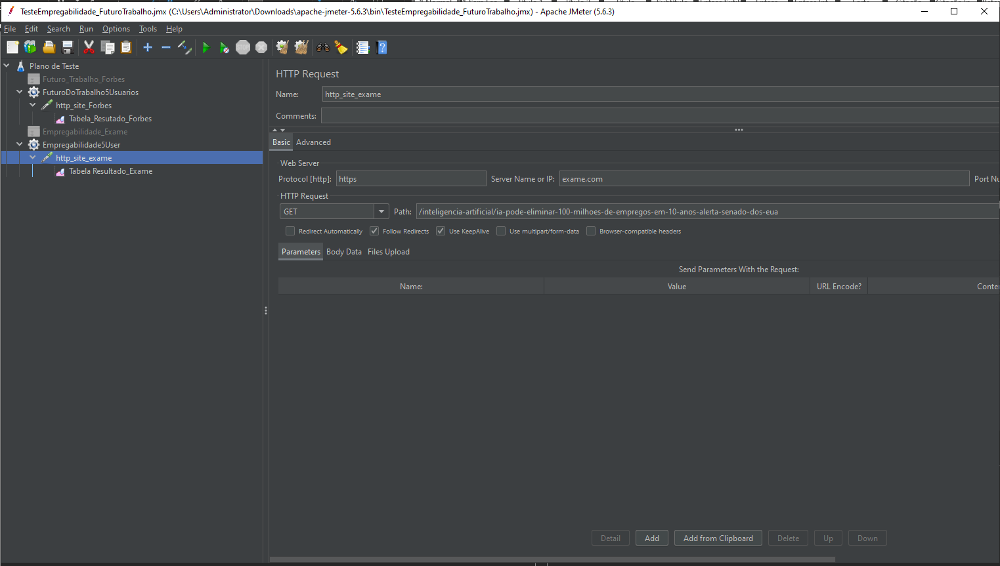 TesteEmpregabilidade_FuturoTrabalho.jmx (C:\Users\Administrator\Downloads\apache-jmeter-5.6.3\bin\TesteEmpregabilidade_FuturoTrabalho.jmx) - Apache JMeter (5.6.3)
File Edit Search Run Options Tools Help
STOP
Plano de Teste
Futuro_Trabalho_Forbes
FuturoDoTrabalho5Usuarios
http_site_Forbes
Tabela_Resutado_Forbes
Empregabilidade_Exame
Empregabilidade5User
http_site_exame
Tabela Resultado_Exame
HTTP Request
Name: http_site_exame
Comments:
Basic Advanced
Web Server
Protocol [http]: https Server Name or IP: exame.com Port Nu
HTTP Request
GET Path: /inteligencia-artificial/ia-pode-eliminar-100-milhoes-de-empregos-em-10-anos-alerta-senado-dos-eua
Redirect Automatically Follow Redirects Use KeepAlive Use multipart/form-data Browser-compatible headers
Parameters Body Data Files Upload
Send Parameters With the Request:
Name: Value URL Encode? Conte
Detail Add Add from Clipboard Delete Up Down